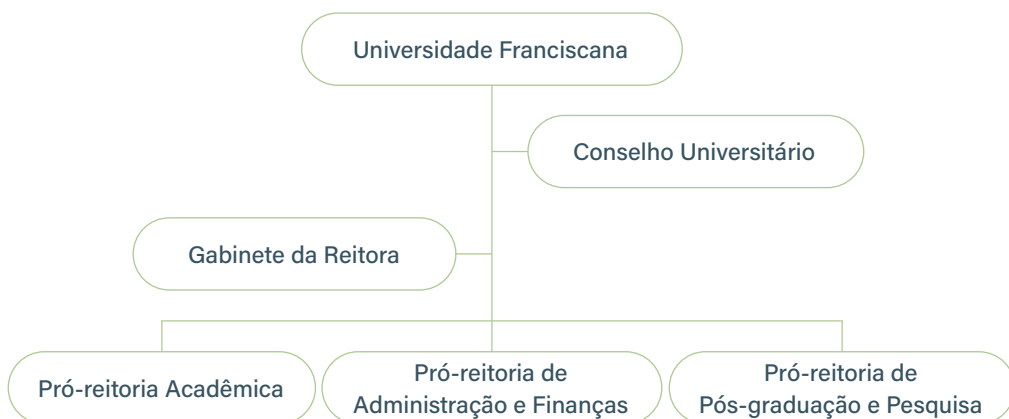 Universidade Franciscana
Conselho Universitário
Gabinete da Reitora
Pró-reitoria Acadêmica
Pró-reitoria de
Administração e Finanças
Pró-reitoria de
Pós-graduação e Pesquisa